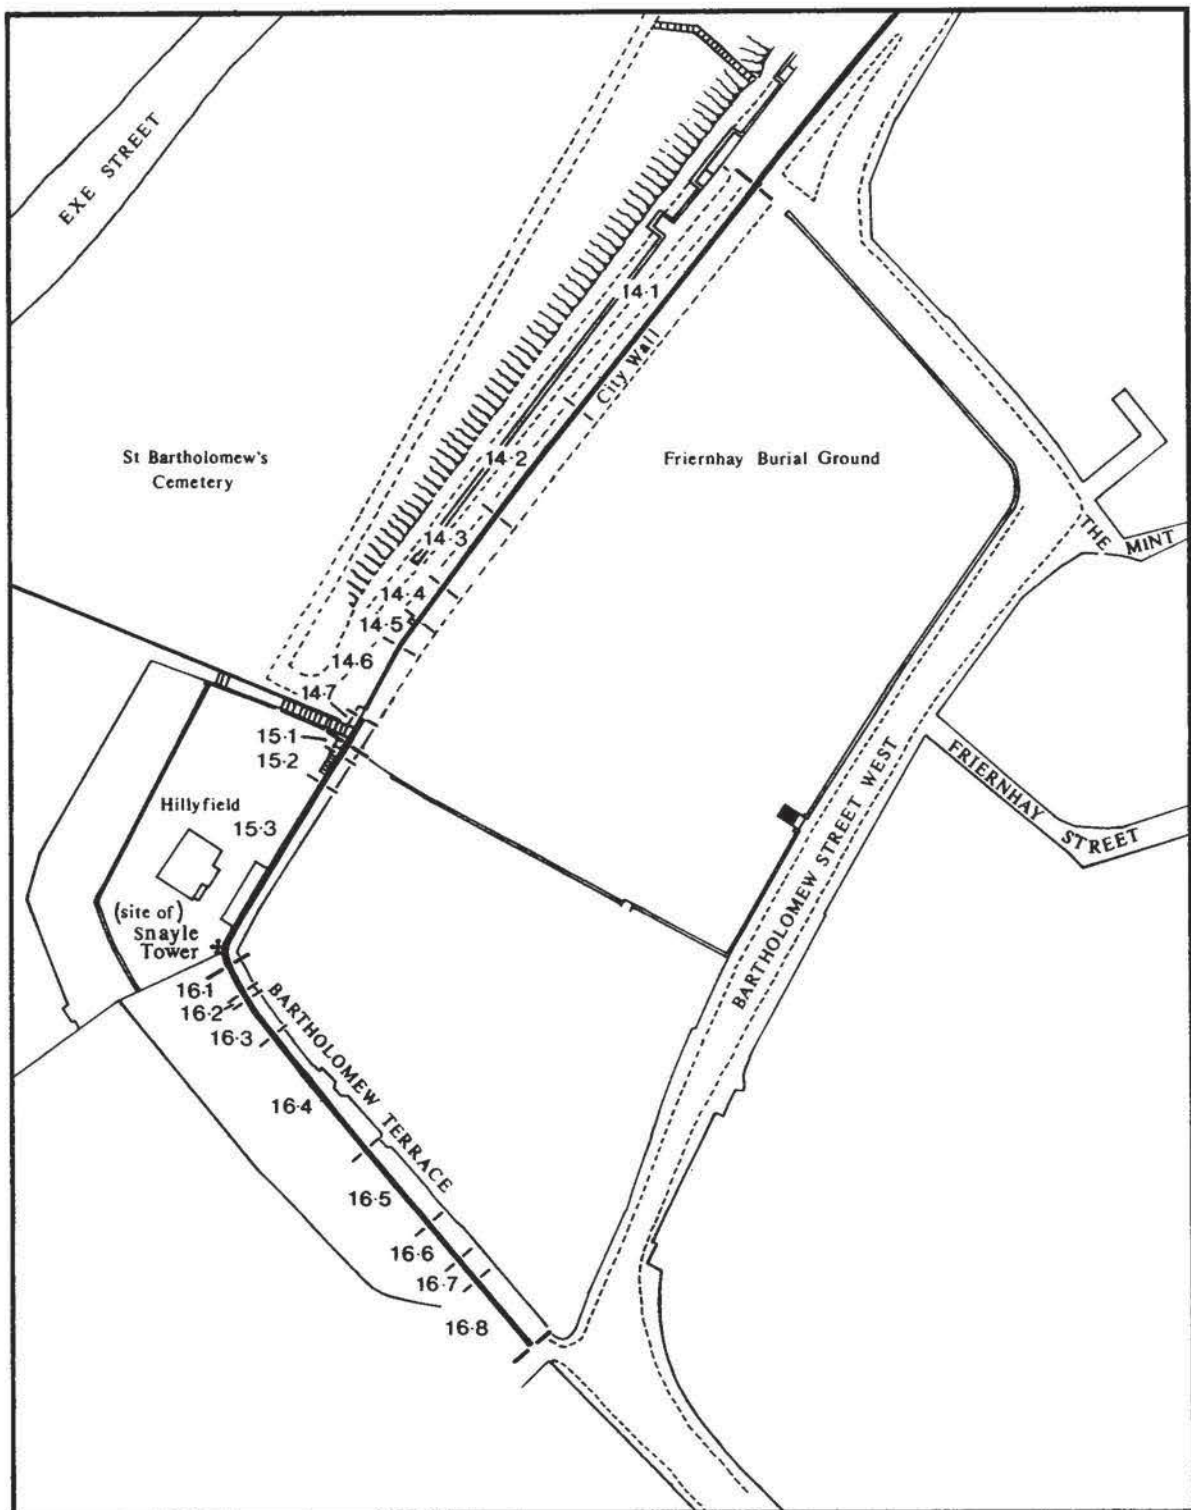 EXE STREET
14·1
City Wall
St Bartholomew's
Cemetery
14·2
Friernhay Burial Ground
14·3
THE MINT
14·4
14·5
14·6
14·7
15·1
15·2
FRIERNHAY STREET
BARTHOLOMEW STREET WEST
Hillyfield
15·3
(site of)
Snayle
Tower
16·1
16·2
16·3
BARTHOLOMEW TERRACE
16·4
16·5
16·6
16·7
16·8